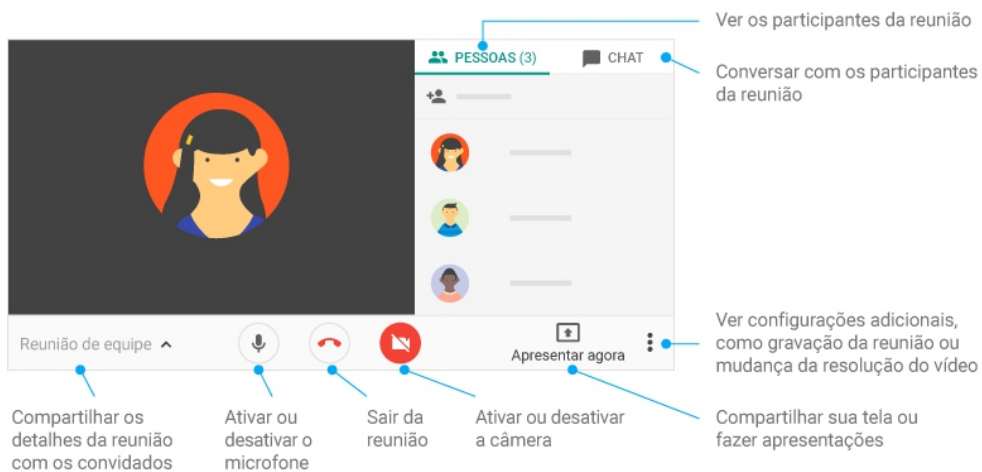 Ver os participantes da reunião
PESSOAS (3)
CHAT
Conversar com os participantes
da reunião
Reunião de equipe
Apresentar agora
Ver configurações adicionais,
como gravação da reunião ou
mudança da resolução do vídeo
Compartilhar os
detalhes da reunião
com os convidados
Ativar ou
desativar o
microfone
Sair da
reunião
Ativar ou desativar
a câmera
Compartilhar sua tela ou
fazer apresentações